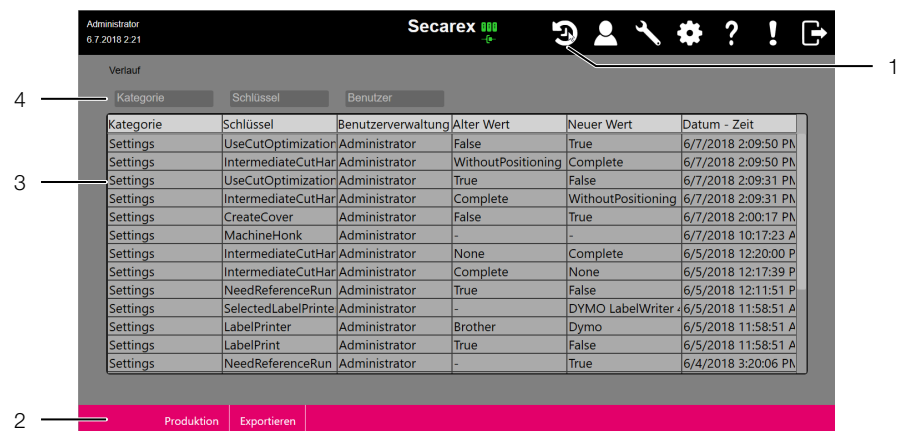 Administrator
6.7.2018 2:21
Secarex
? !
1
Verlauf
4
Kategorie Schlüssel Benutzer
Kategorie Schlüssel Benutzerverwaltung Alter Wert Neuer Wert Datum - Zeit
Settings UseCutOptimization Administrator False True 6/7/2018 2:09:50 PM
Settings IntermediateCutHar Administrator WithoutPositioning Complete 6/7/2018 2:09:50 PM
3
Settings UseCutOptimization Administrator True False 6/7/2018 2:09:31 PM
Settings IntermediateCutHar Administrator Complete WithoutPositioning 6/7/2018 2:09:31 PM
Settings CreateCover Administrator False True 6/7/2018 2:00:17 PM
Settings MachineHonk Administrator - - 6/7/2018 10:17:23 A
Settings IntermediateCutHar Administrator None Complete 6/5/2018 12:20:00 P
Settings IntermediateCutHar Administrator Complete None 6/5/2018 12:17:39 P
Settings NeedReferenceRun Administrator True False 6/5/2018 12:11:51 P
Settings SelectedLabelPrinte Administrator - DYMO LabelWriter 4 6/5/2018 11:58:51 A
Settings LabelPrinter Administrator Brother Dymo 6/5/2018 11:58:51 A
Settings LabelPrint Administrator True False 6/5/2018 11:58:51 A
Settings NeedReferenceRun Administrator - True 6/4/2018 3:20:06 PM
2
Produktion Exportieren